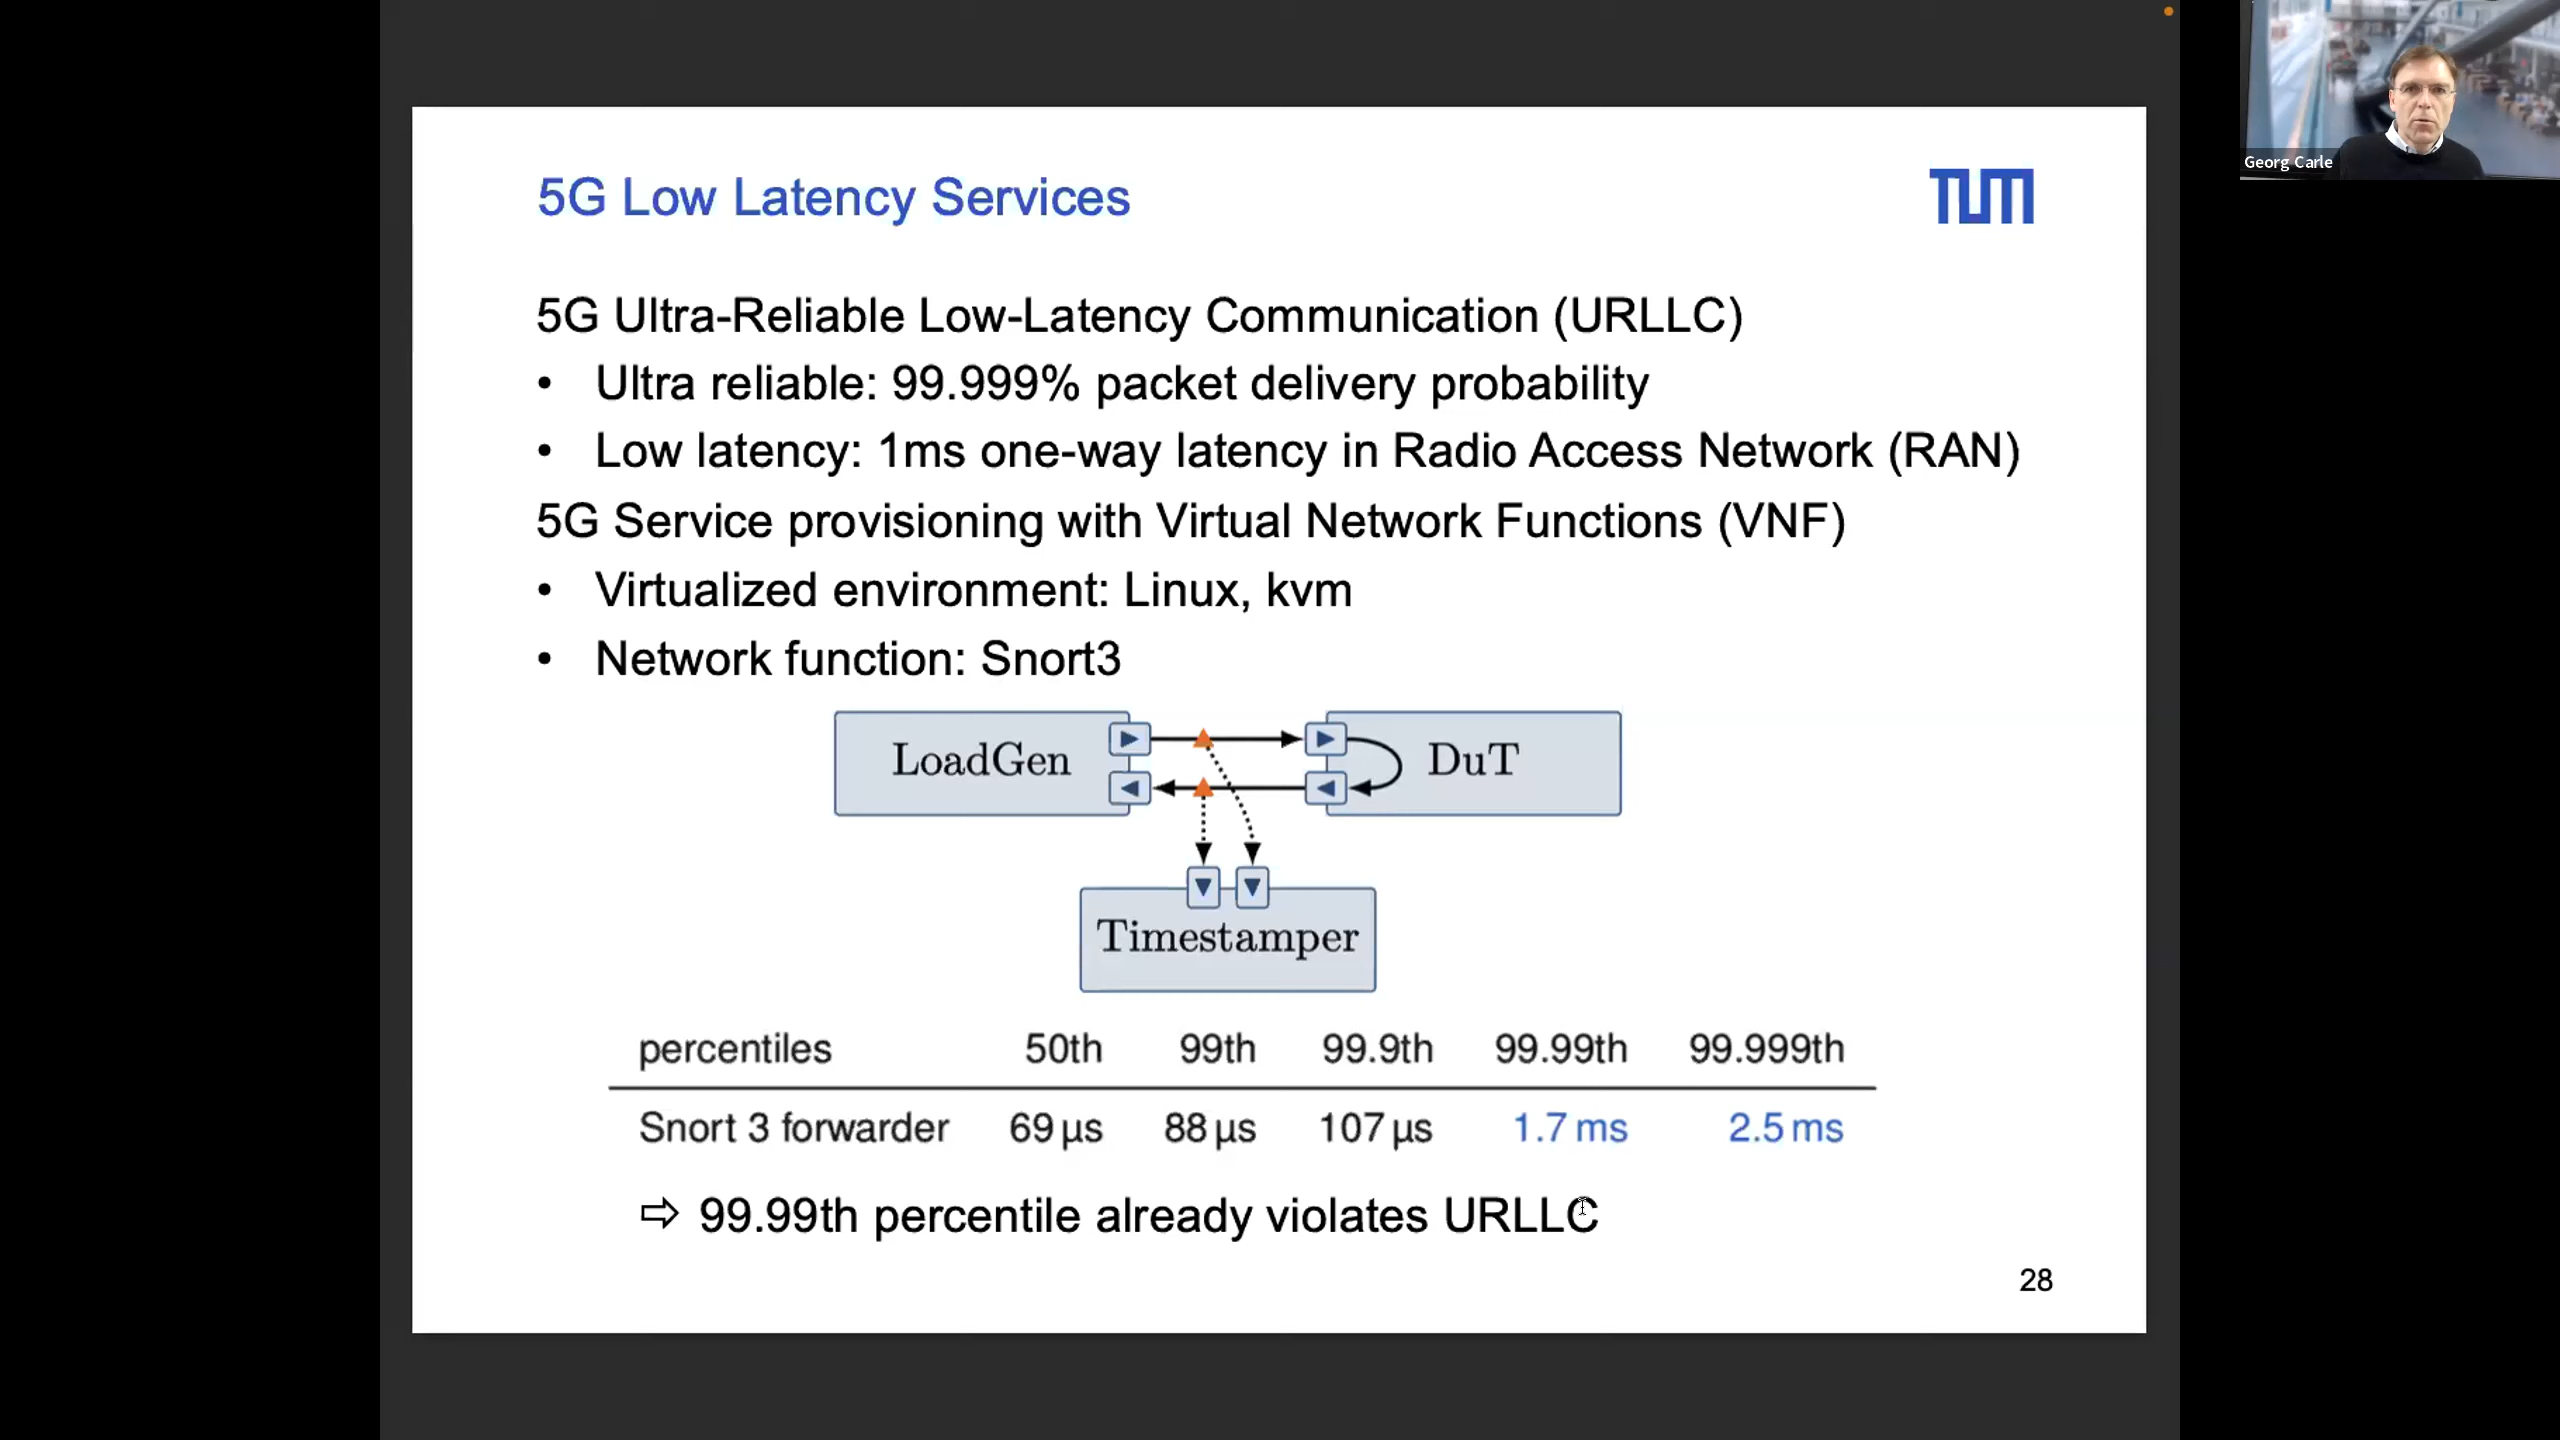 5G Low Latency Services
TUM
Georg Carle
5G Ultra-Reliable Low-Latency Communication (URLLC)
• Ultra reliable: 99.999% packet delivery probability
• Low latency: 1ms one-way latency in Radio Access Network (RAN)
5G Service provisioning with Virtual Network Functions (VNF)
• Virtualized environment: Linux, kvm
• Network function: Snort3
LoadGen
DuT
Timestamper
percentiles 50th 99th 99.9th 99.99th 99.999th
Snort 3 forwarder 69 µs 88 µs 107 µs 1.7 ms 2.5 ms
⇨ 99.99th percentile already violates URLLC
28